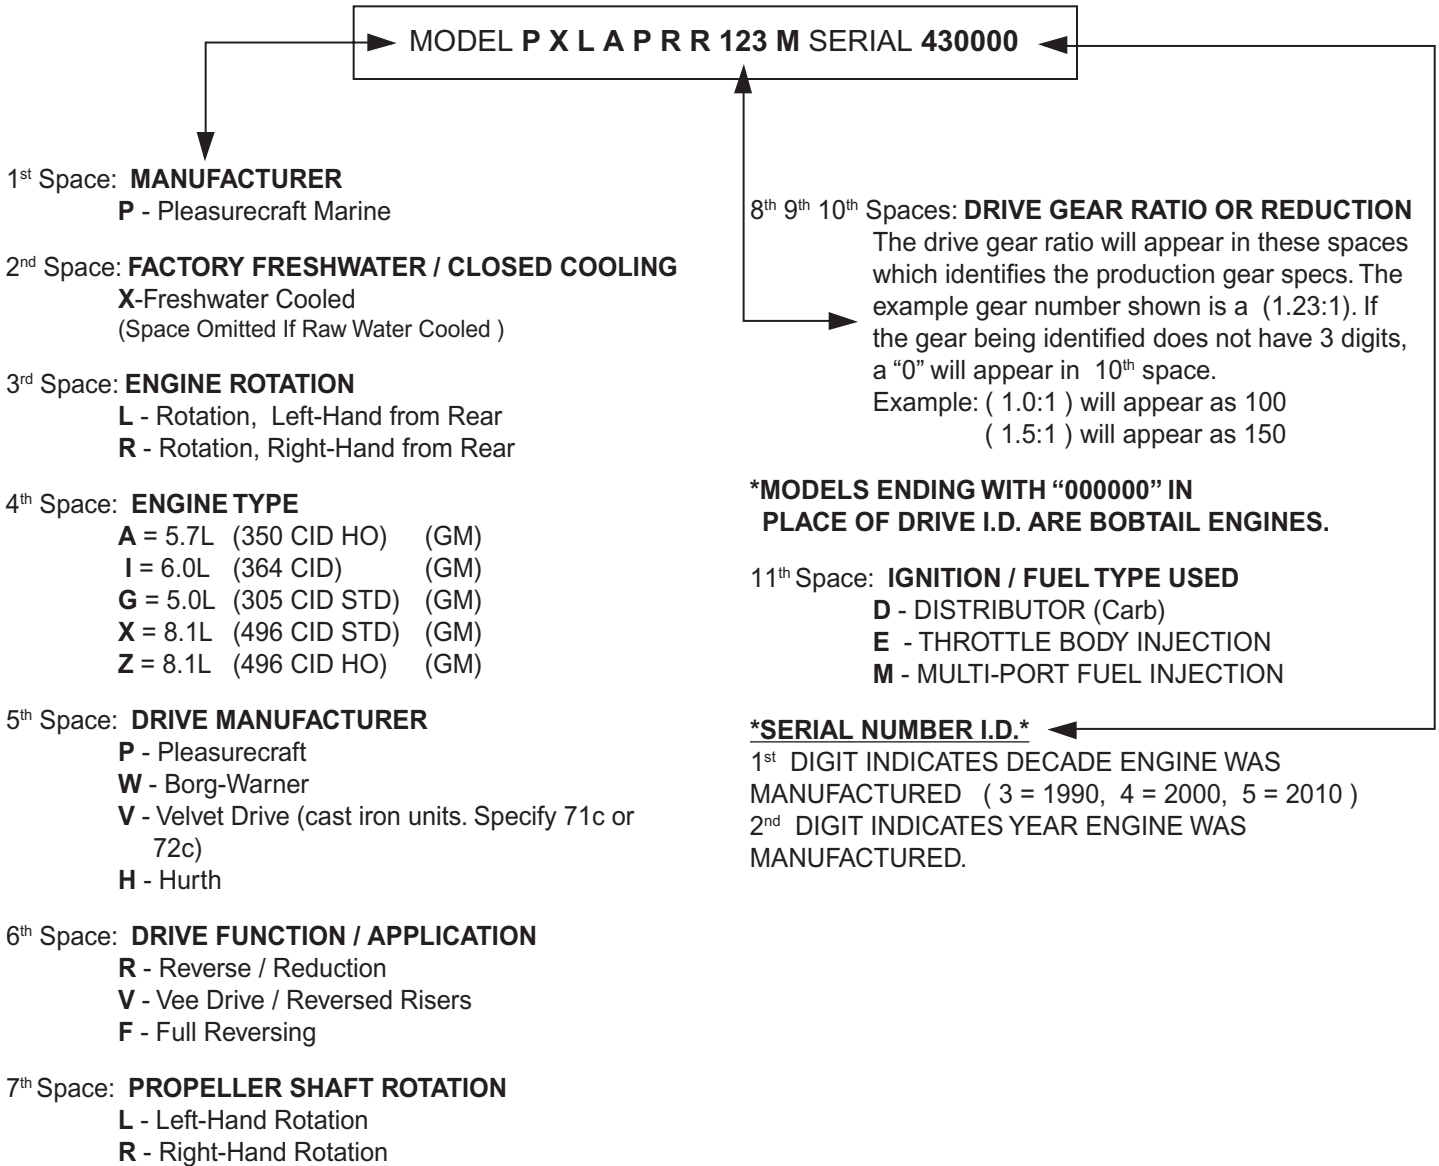 MODEL P X L A P R R 123 M SERIAL 430000
1st Space: MANUFACTURER
P - Pleasurecraft Marine
2nd Space: FACTORY FRESHWATER / CLOSED COOLING
X-Freshwater Cooled
(Space Omitted If Raw Water Cooled )
3rd Space: ENGINE ROTATION
L - Rotation, Left-Hand from Rear
R - Rotation, Right-Hand from Rear
4th Space: ENGINE TYPE
A = 5.7L (350 CID HO) (GM)
I = 6.0L (364 CID) (GM)
G = 5.0L (305 CID STD) (GM)
X = 8.1L (496 CID STD) (GM)
Z = 8.1L (496 CID HO) (GM)
5th Space: DRIVE MANUFACTURER
P - Pleasurecraft
W - Borg-Warner
V - Velvet Drive (cast iron units. Specify 71c or
72c)
H - Hurth
6th Space: DRIVE FUNCTION / APPLICATION
R - Reverse / Reduction
V - Vee Drive / Reversed Risers
F - Full Reversing
7th Space: PROPELLER SHAFT ROTATION
L - Left-Hand Rotation
R - Right-Hand Rotation
8th 9th 10th Spaces: DRIVE GEAR RATIO OR REDUCTION
The drive gear ratio will appear in these spaces
which identifies the production gear specs. The
example gear number shown is a (1.23:1). If
the gear being identified does not have 3 digits,
a “0” will appear in 10th space.
Example: ( 1.0:1 ) will appear as 100
( 1.5:1 ) will appear as 150
*MODELS ENDING WITH “000000” IN
PLACE OF DRIVE I.D. ARE BOBTAIL ENGINES.
11th Space: IGNITION / FUEL TYPE USED
D - DISTRIBUTOR (Carb)
E - THROTTLE BODY INJECTION
M - MULTI-PORT FUEL INJECTION
*SERIAL NUMBER I.D.*
1st DIGIT INDICATES DECADE ENGINE WAS
MANUFACTURED ( 3 = 1990, 4 = 2000, 5 = 2010 )
2nd DIGIT INDICATES YEAR ENGINE WAS
MANUFACTURED.